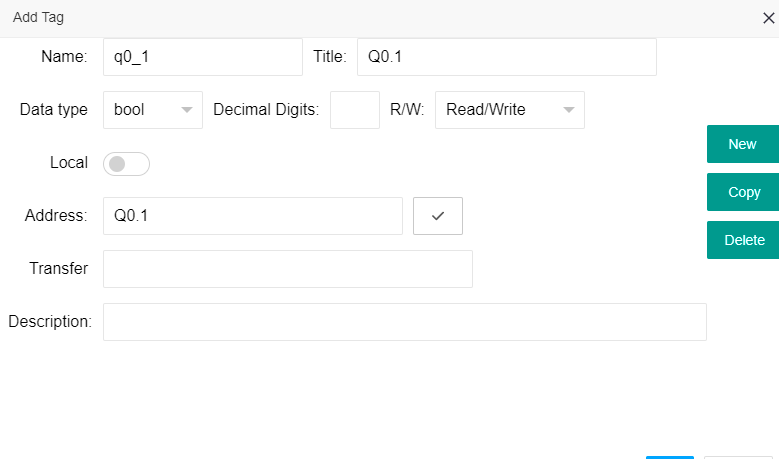 Add Tag
Name: q0_1 Title: Q0.1
Data type bool Decimal Digits: R/W: Read/Write
New
Local
Copy
Address: Q0.1
Delete
Transfer
Description: